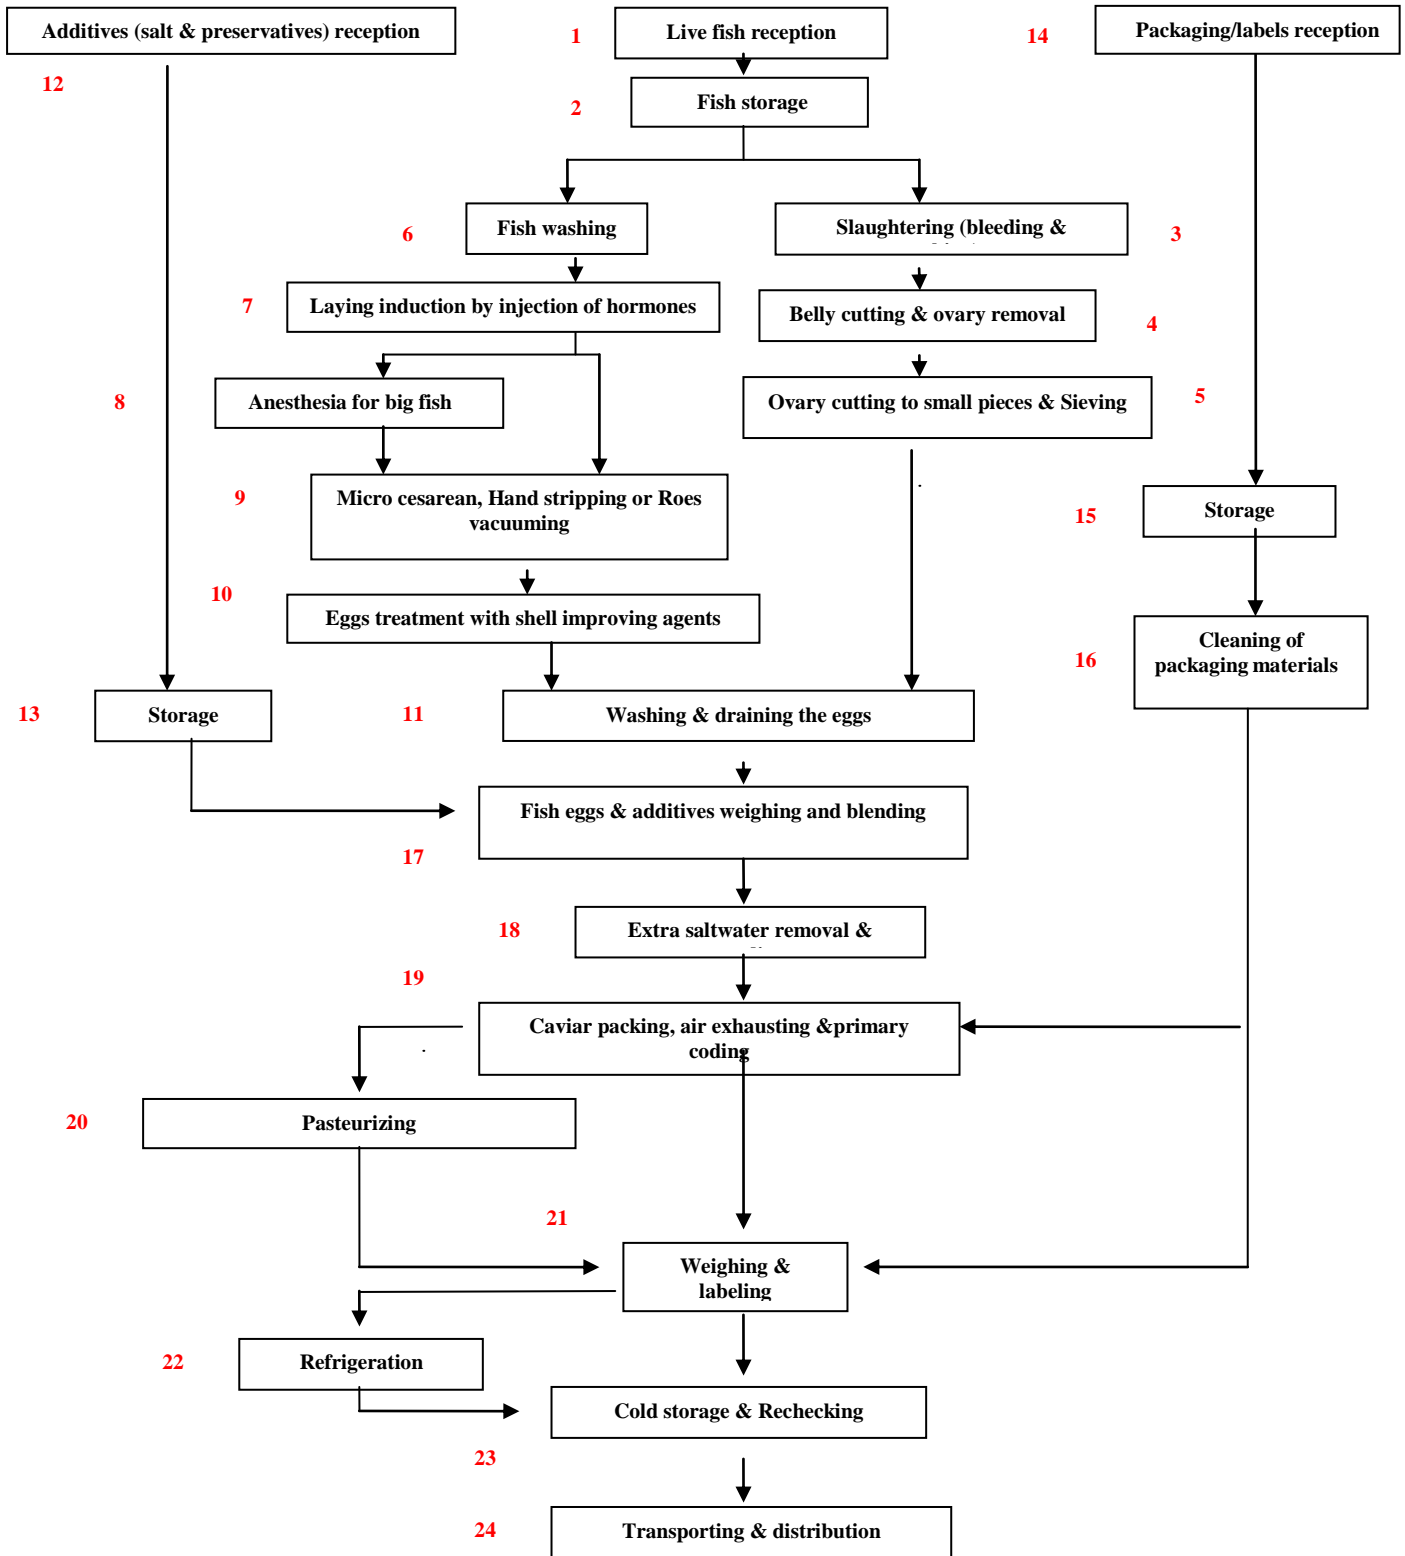 Additives (salt & preservatives) reception
1
Live fish reception
14
Packaging/labels reception
12
2
Fish storage
6
Fish washing
Slaughtering (bleeding &
3
7
Laying induction by injection of hormones
Belly cutting & ovary removal
4
8
Anesthesia for big fish
Ovary cutting to small pieces & Sieving
5
9
Micro cesarean, Hand stripping or Roes
vacuuming
15
Storage
10
Eggs treatment with shell improving agents
16
Cleaning of
packaging materials
13
Storage
11
Washing & draining the eggs
Fish eggs & additives weighing and blending
17
18
Extra saltwater removal &
19
Caviar packing, air exhausting &primary
coding
20
Pasteurizing
21
Weighing &
labeling
22
Refrigeration
Cold storage & Rechecking
23
24
Transporting & distribution